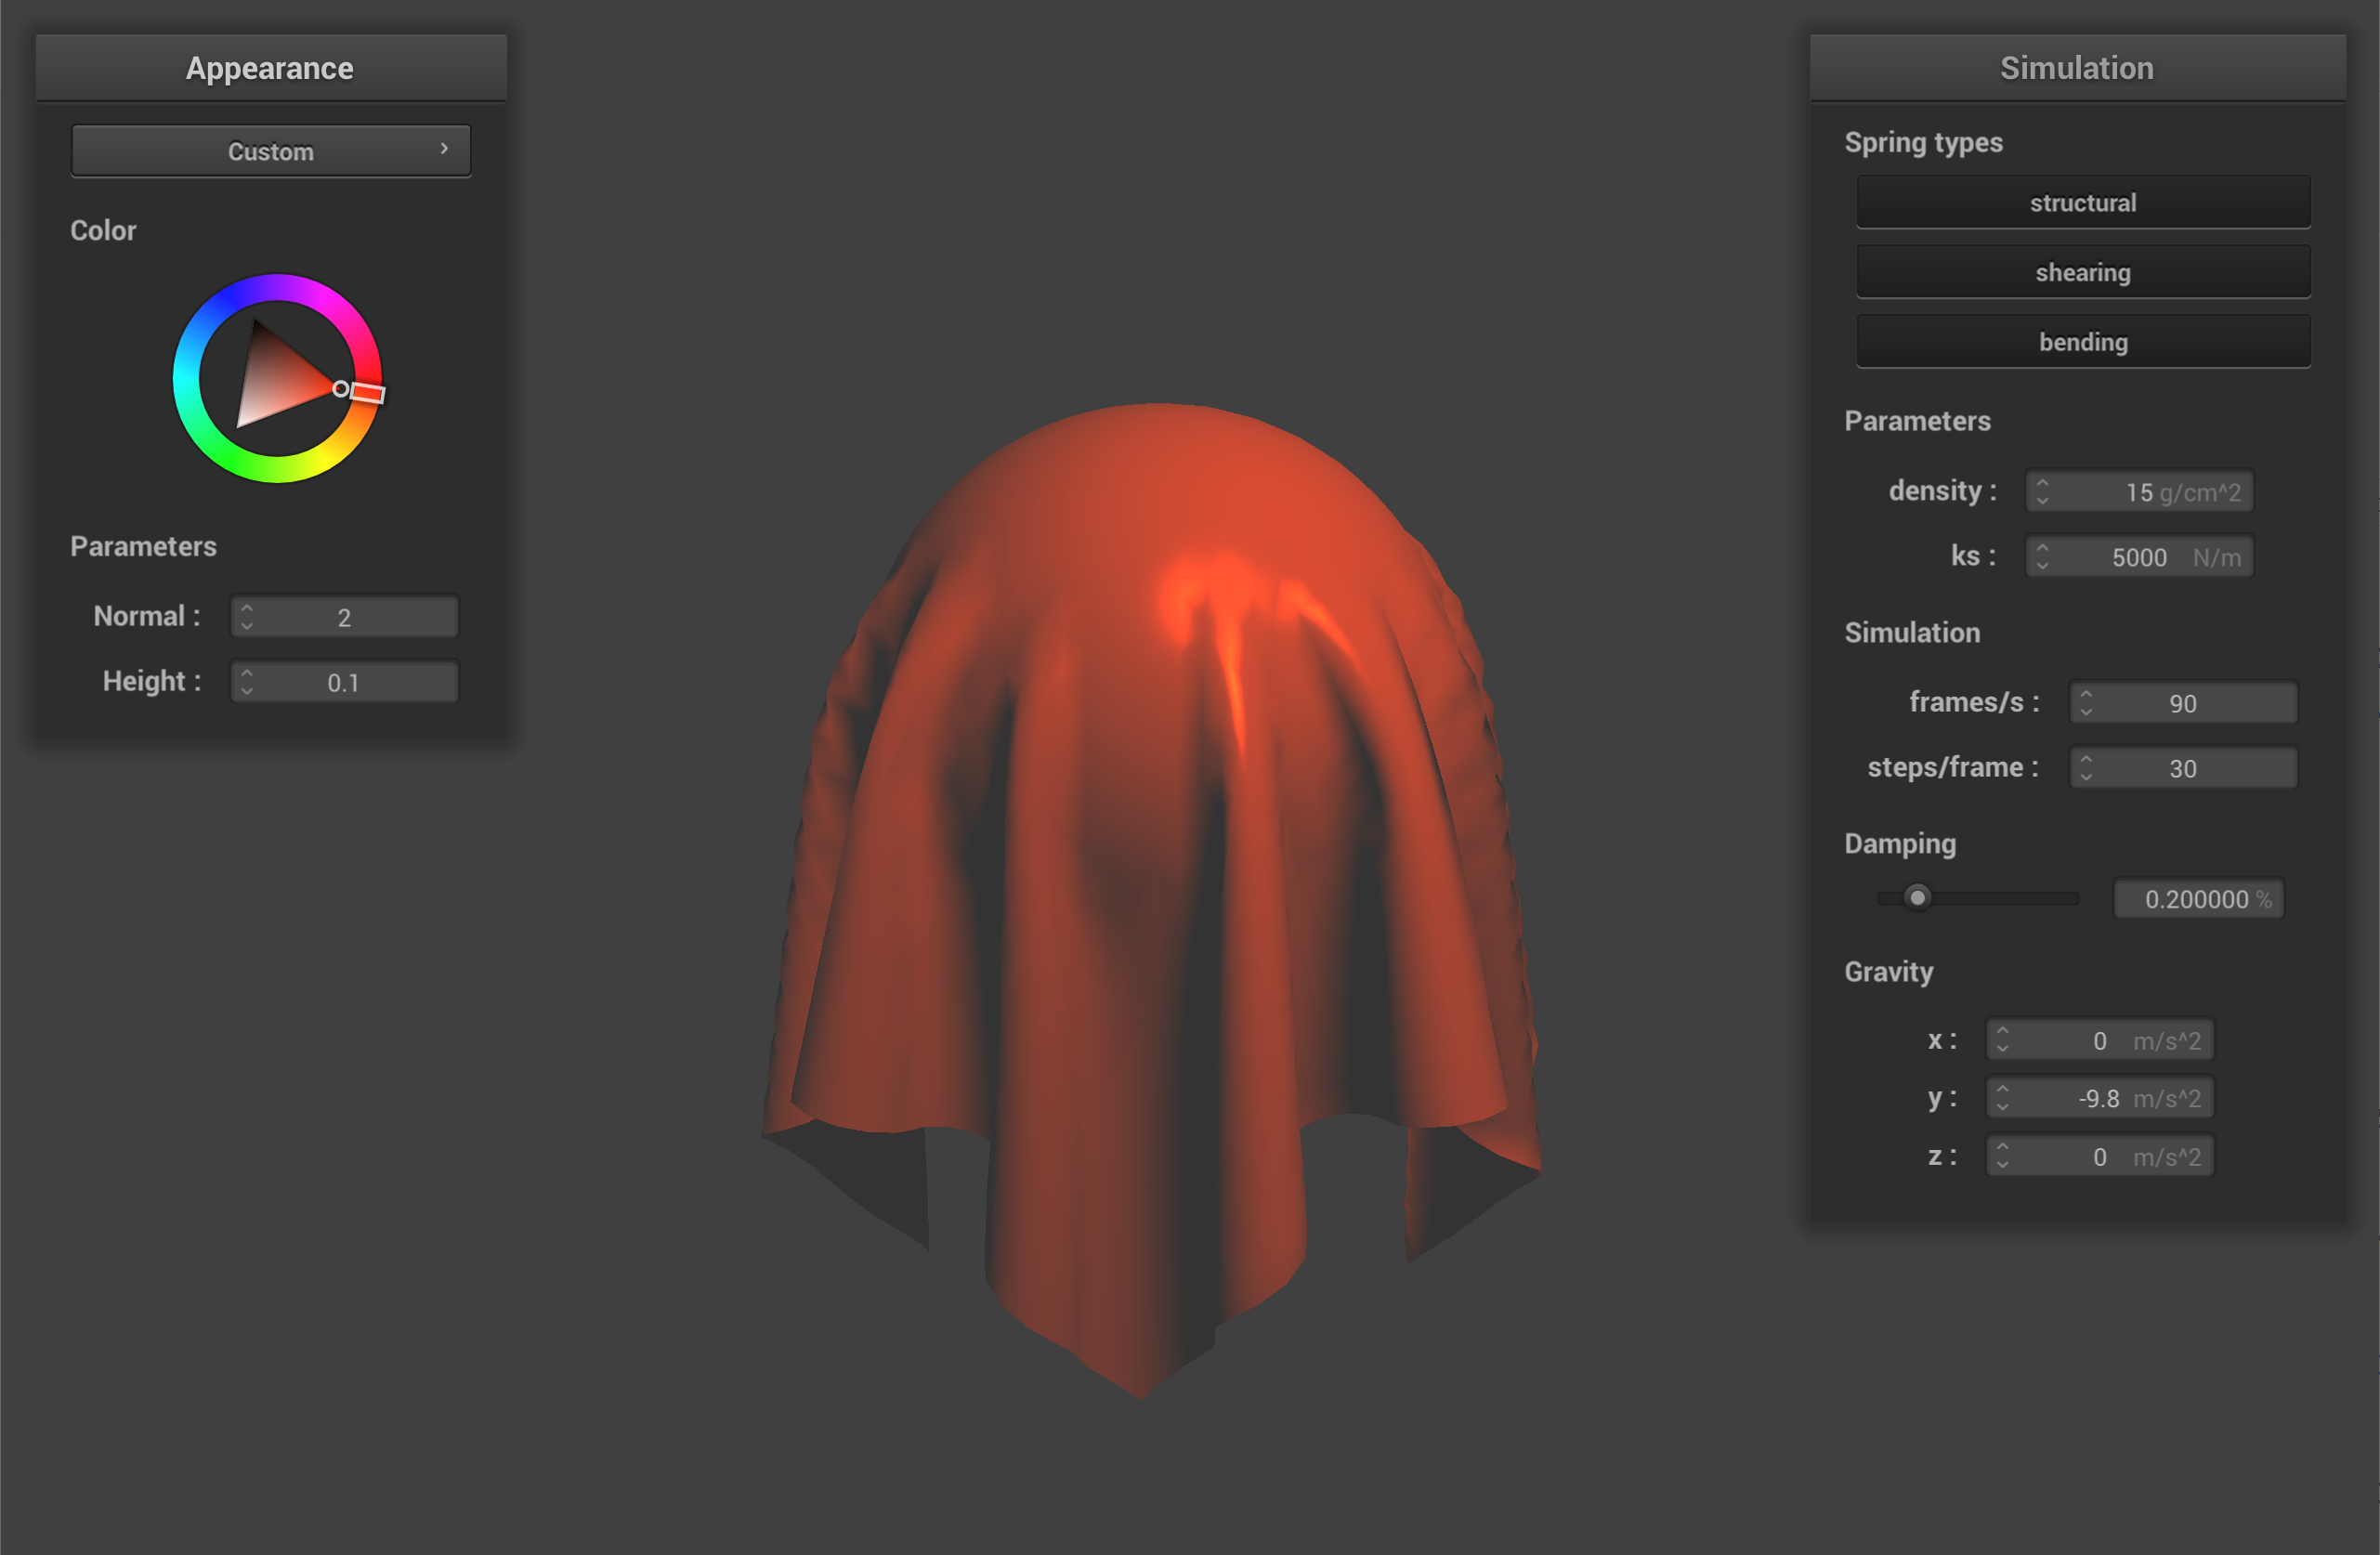 Appearance
Custom
Color
Parameters
Normal : 2
Height : 0.1
Simulation
Spring types
structural
shearing
bending
Parameters
density : 15 g/cm^2
ks : 5000 N/m
Simulation
frames/s : 90
steps/frame : 30
Damping
0.200000 %
Gravity
x : 0 m/s^2
y : -9.8 m/s^2
z : 0 m/s^2